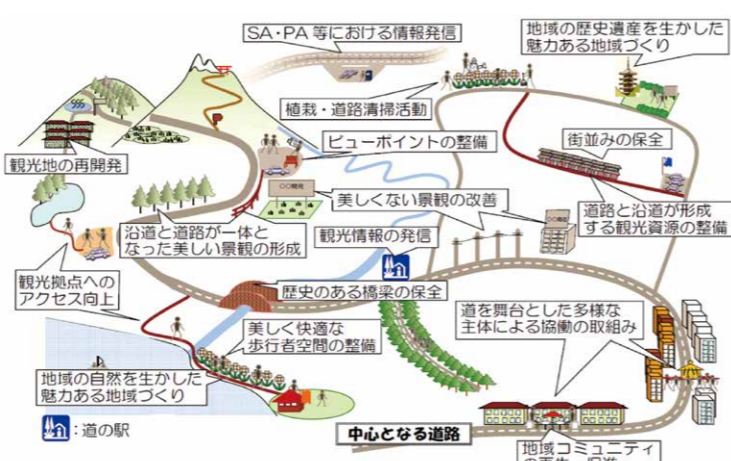 SA・PA 等における情報発信
地域の歴史遺産を生かした
魅力ある地域づくり
植栽・道路清掃活動
ビューポイントの整備
街並みの保全
観光地の再開発
〇〇開発
美しくない景観の改善
道路と沿道が形成
する観光資源の整備
沿道と道路が一体と
なった美しい景観の形成
観光情報の発信
観光拠点への
アクセス向上
歴史のある橋梁の保全
道を舞台とした多様な
主体による協働の取組み
美しく快適な
歩行者空間の整備
地域の自然を生かした
魅力ある地域づくり
：道の駅
中心となる道路
地域コミュニティ
の再生・促進